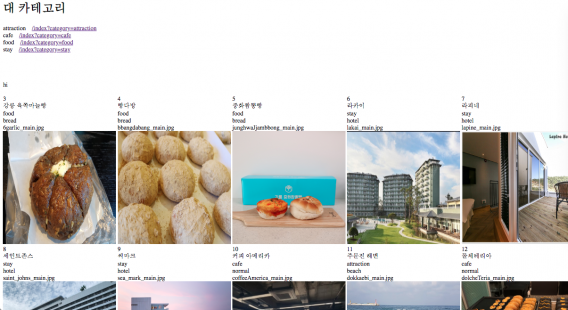 대 카테고리
attraction /index?category=attraction
cafe /index?category=cafe
food /index?category=food
stay /index?category=stay
hi
3 4 5 6 7
강릉 육쪽마늘빵 빵다방 중화짬뽕빵 라카이 라피네
food food food stay stay
bread bread bread hotel hotel
6garlic_main.jpg bbangdabang_main.jpg junghwaJjambbong_main.jpg lakai_main.jpg lapine_main.jpg
8 9 10 11 12
세인트존스 씨마크 커피 아메리카 주문진 해변 돌체테리아
stay stay cafe attraction cafe
hotel hotel normal beach normal
saint_johns_main.jpg sea_mark_main.jpg coffeeAmerica_main.jpg dokkaebi_main.jpg dolcheTeria_main.jpg